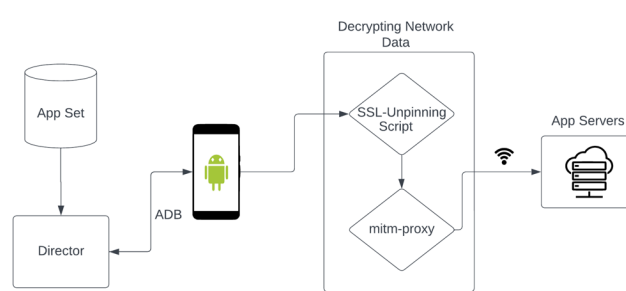 Decrypting Network
Data
App Set
SSL-Unpinning
Script
App Servers
ADB
Director
mitm-proxy